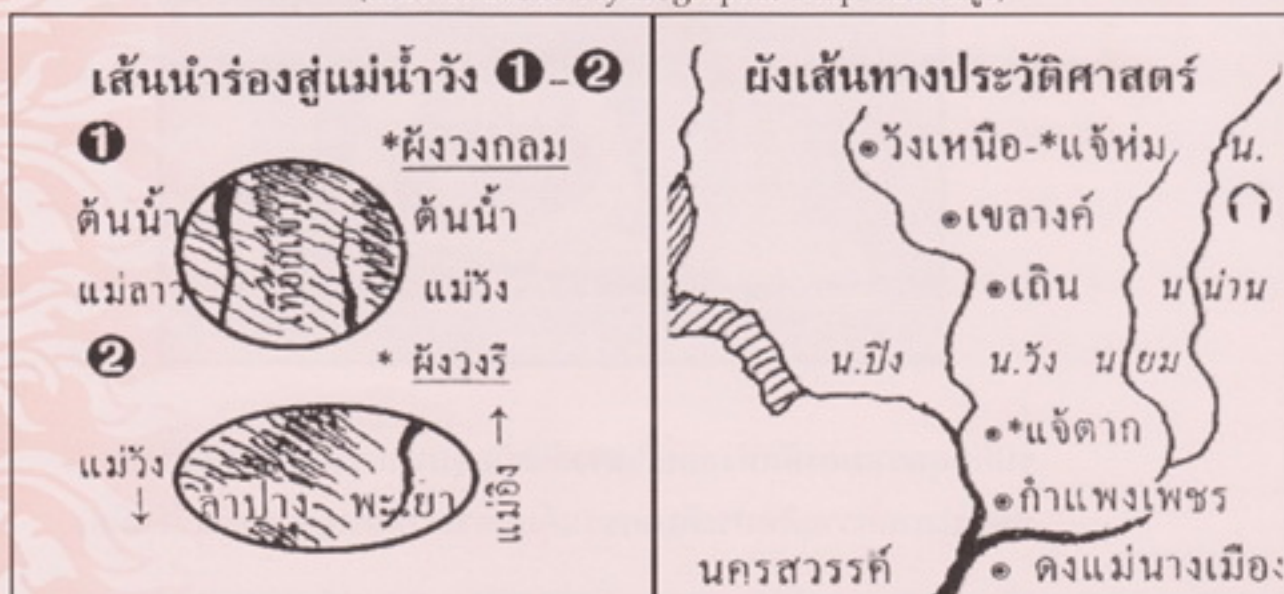 เส้นนำร่องสู่แม่น้ำวัง ❶-❷
❶ *ผังวงกลม
ต้นน้ำ ต้นน้ำ
แม่ลาว แม่วัง
❷ * ผังวงรี
แม่วัง ลำปาง พะเยา แม่อิง
↓ ↑
ผังเส้นทางประวัติศาสตร์
วังเหนือ-*แจ้ห่ม น.
เขลางค์
เถิน น น่าน
น.ปิง น.วัง น ยม
*แจ้ตาก
กำแพงเพชร
นครสวรรค์ ดงแม่นางเมือง